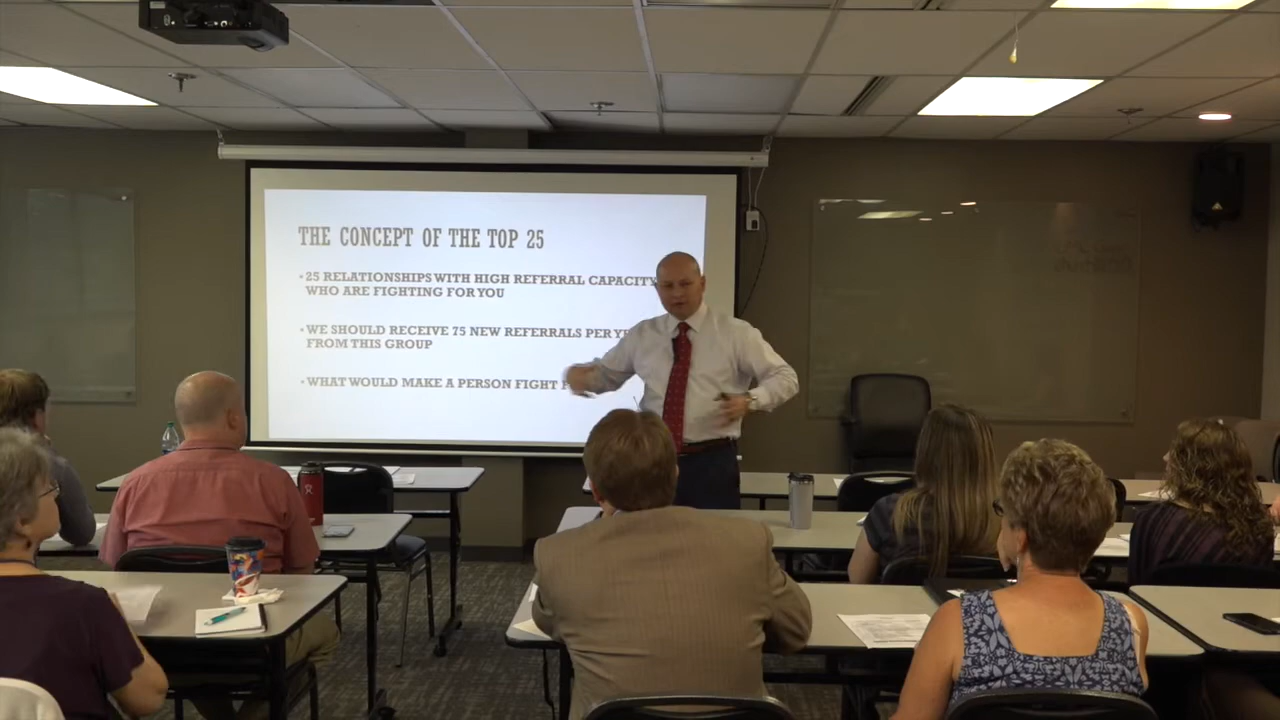 THE CONCEPT OF THE TOP 25
• 25 RELATIONSHIPS WITH HIGH REFERRAL CAPACITY
WHO ARE FIGHTING FOR YOU
• WE SHOULD RECEIVE 75 NEW REFERRALS PER
FROM THIS GROUP
• WHAT WOULD MAKE A PERSON FIGHT